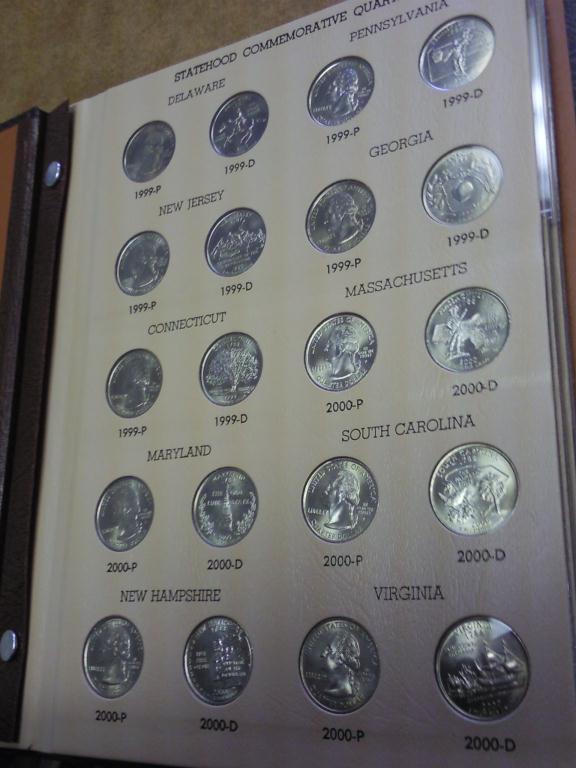 STATEHOOD COMMEMORATIVE
DELAWARE PENNSYLVANIA
1999-P 1999-D 1999-P 1999-D
NEW JERSEY GEORGIA
1999-P 1999-D 1999-P 1999-D
CONNECTICUT MASSACHUSETTS
1999-P 1999-D 2000-P 2000-D
MARYLAND SOUTH CAROLINA
2000-P 2000-D 2000-P 2000-D
NEW HAMPSHIRE VIRGINIA
2000-P 2000-D 2000-P 2000-D